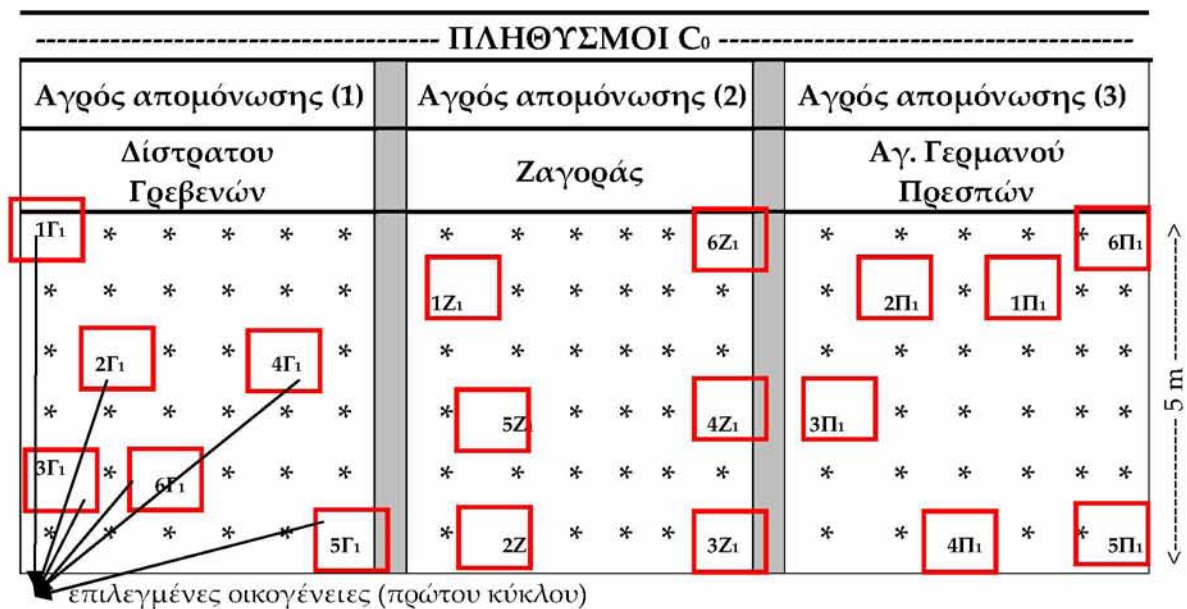 ---------- ΠΛΗΘΥΣΜΟΙ C₀ ----------
Αγρός απομόνωσης (1) Αγρός απομόνωσης (2) Αγρός απομόνωσης (3)
Δίστρατου Γρεβενών Ζαγοράς Αγ. Γερμανού Πρεσπών
1Γ₁ * * * * * * * * * * 6Ζ₁ * * * * * 6Π₁
* * * * * * 1Ζ₁ * * * * * * 2Π₁ * 1Π₁ * *
* 2Γ₁ * * 4Γ₁ * * * * * * * * * * * * *
* * * * * * * 5Ζ₁ * * * 4Ζ₁ 3Π₁ * * * * *
3Γ₁ * 6Γ₁ * * * * * * * * * * * * * * *
* * * * * 5Γ₁ * 2Ζ * * * 3Ζ₁ * * 4Π₁ * * 5Π₁
<---------- 5 m ---------->
επιλεγμένες οικογένειες (πρώτου κύκλου)